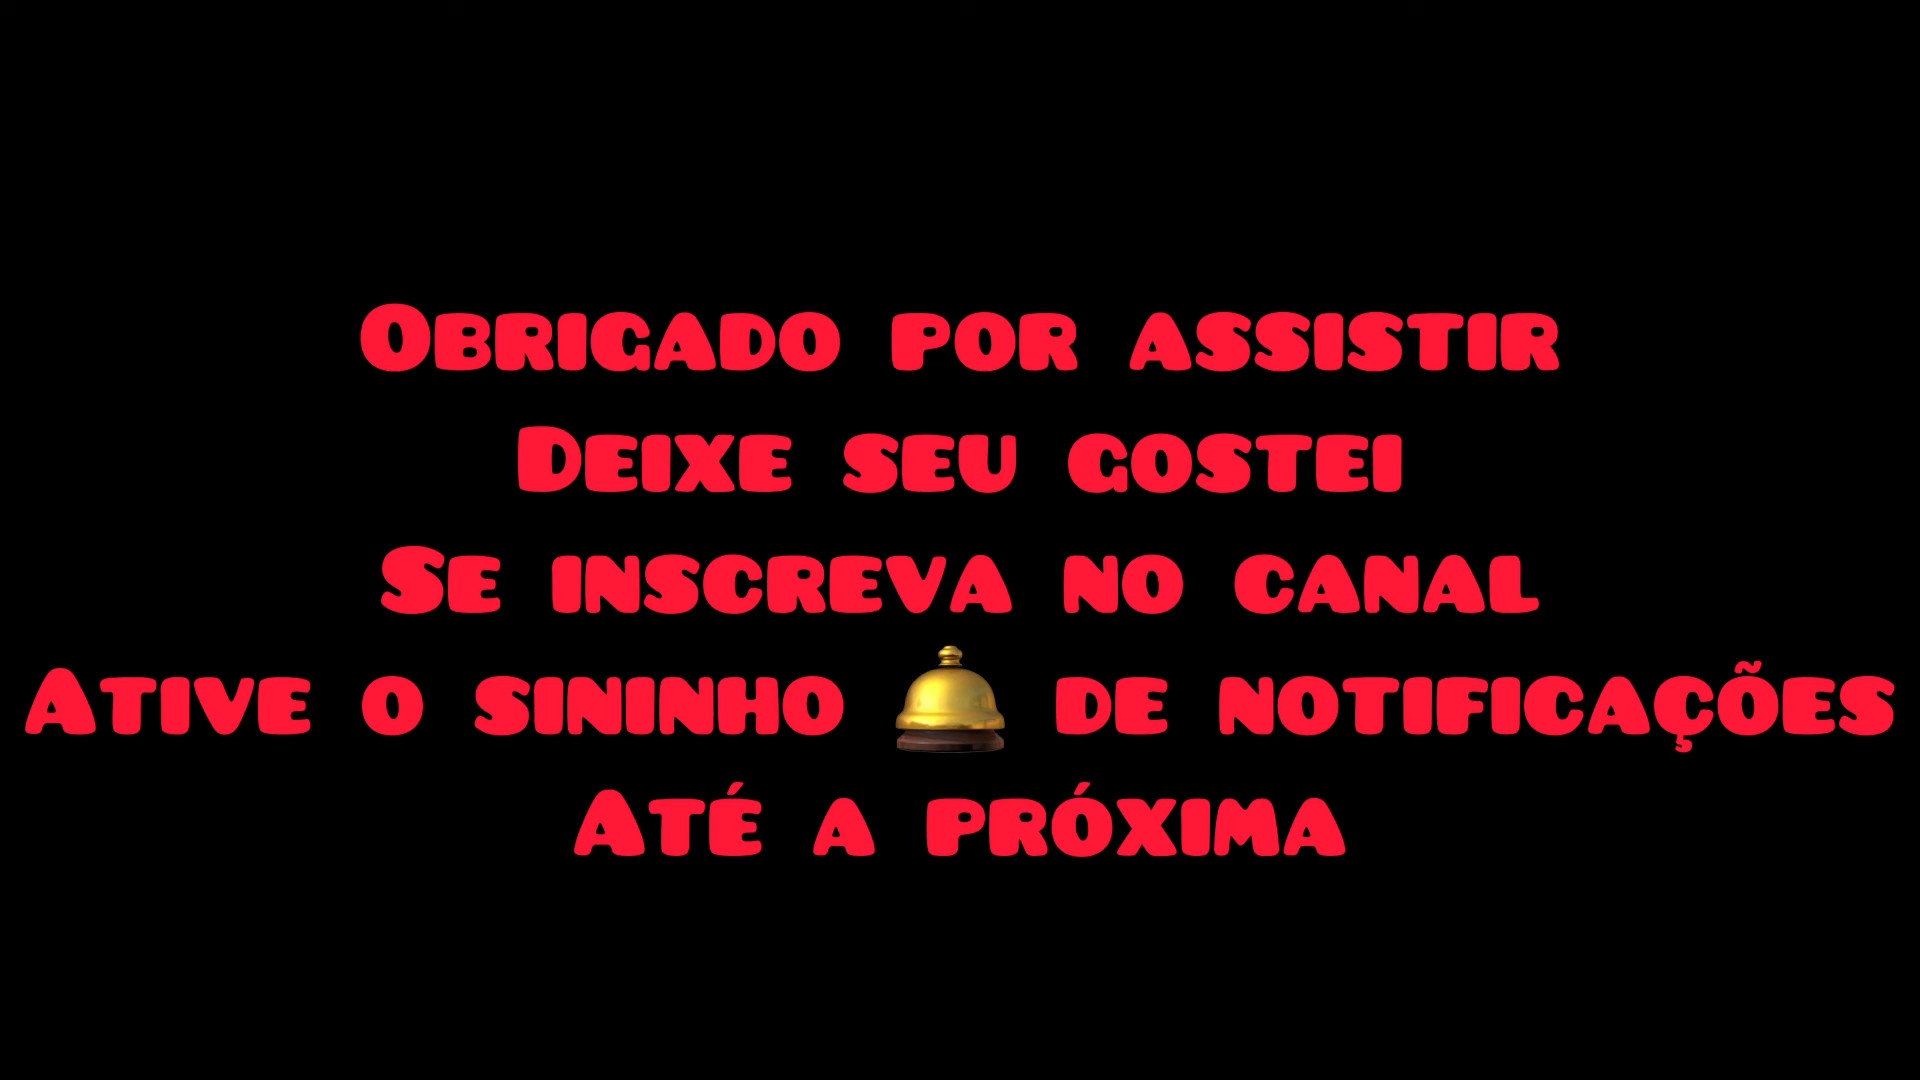 Obrigado por assistir
Deixe seu gostei
Se inscreva no canal
Ative o sininho 🛎️ de notificações
Até a próxima